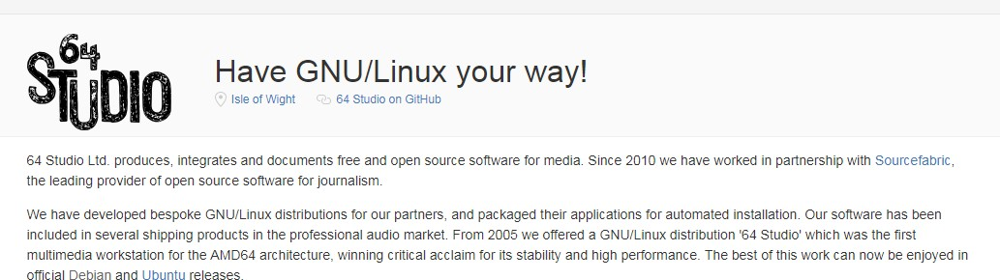 64
STUDIO
Have GNU/Linux your way!
Isle of Wight 64 Studio on GitHub
64 Studio Ltd. produces, integrates and documents free and open source software for media. Since 2010 we have worked in partnership with Sourcefabric,
the leading provider of open source software for journalism.
We have developed bespoke GNU/Linux distributions for our partners, and packaged their applications for automated installation. Our software has been
included in several shipping products in the professional audio market. From 2005 we offered a GNU/Linux distribution '64 Studio' which was the first
multimedia workstation for the AMD64 architecture, winning critical acclaim for its stability and high performance. The best of this work can now be enjoyed in
official Debian and Ubuntu releases.